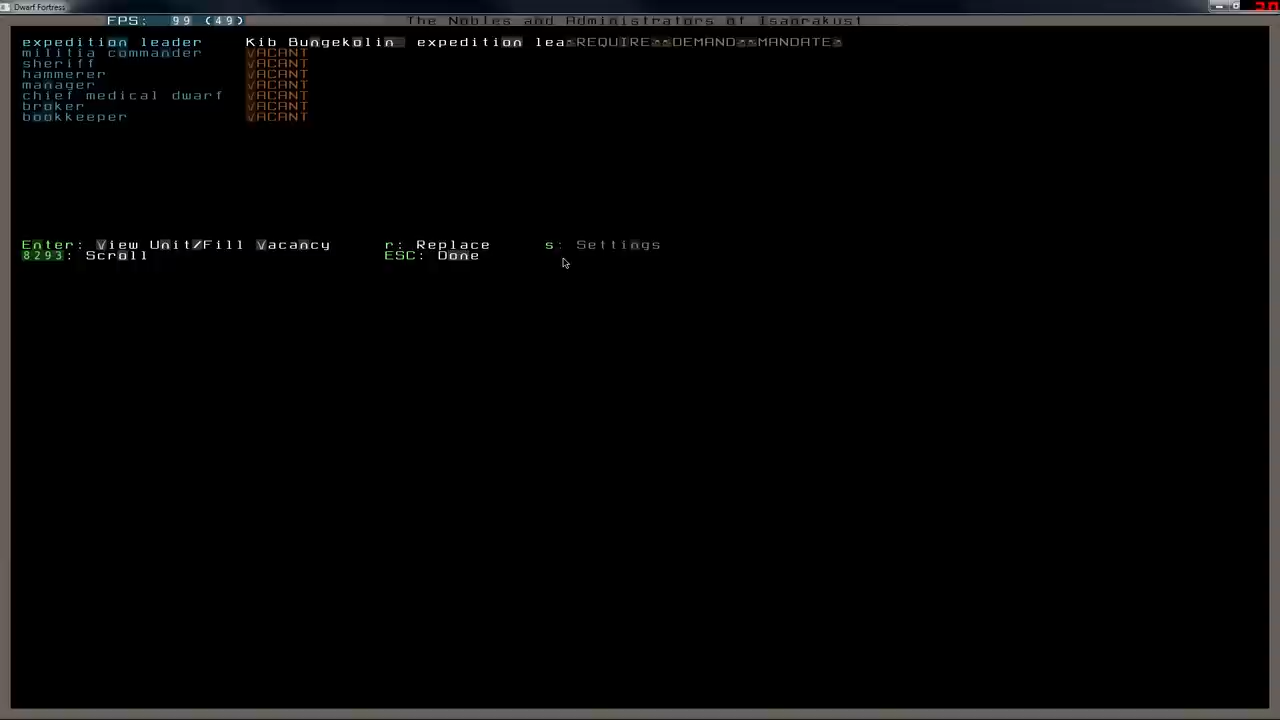 Dwarf Fortress
FPS: 99 (49) The Nobles and Administrators of Isanrakust
expedition leader Kib Bungekolin expedition lea REQUIRE DEMAND MANDATE
militia commander VACANT
sheriff VACANT
hammerer VACANT
manager VACANT
chief medical dwarf VACANT
broker VACANT
bookkeeper VACANT
Enter: View Unit/Fill Vacancy r: Replace s: Settings
8293: Scroll ESC: Done